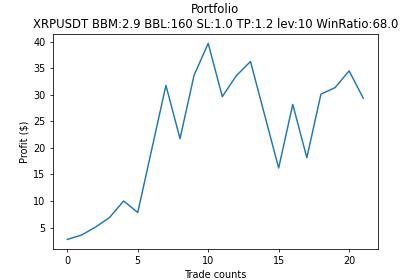 Portfolio
XRPUSDT BBM:2.9 BBL:160 SL:1.0 TP:1.2 lev:10 WinRatio:68.0
40
35
30
25
20
15
10
5
Profit ($)
0 5 10 15 20
Trade counts